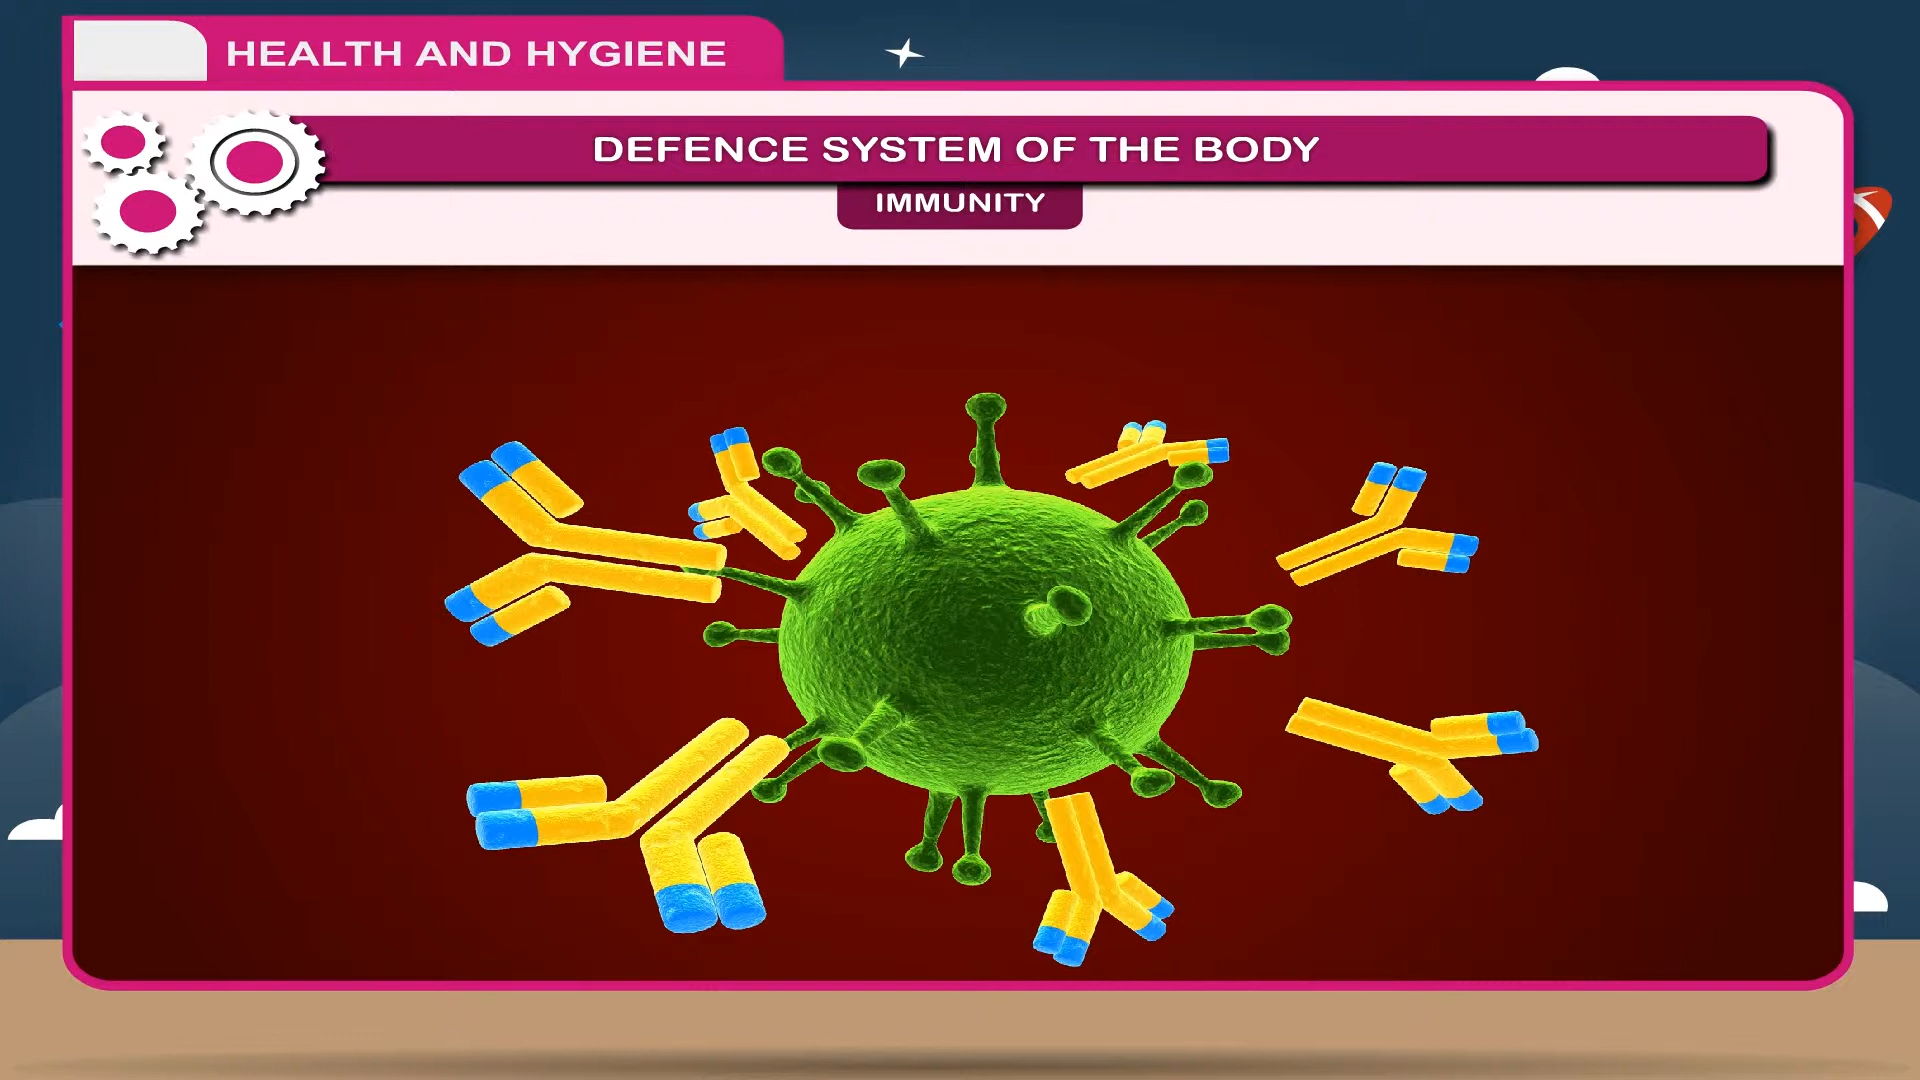 HEALTH AND HYGIENE
DEFENCE SYSTEM OF THE BODY
IMMUNITY